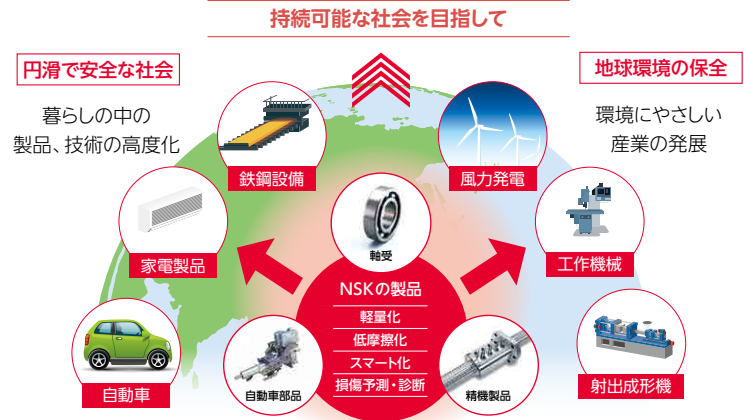 持続可能な社会を目指して
円滑で安全な社会
暮らしの中の
製品、技術の高度化
地球環境の保全
環境にやさしい
産業の発展
鉄鋼設備
風力発電
家電製品
工作機械
自動車
射出成形機
軸受
NSKの製品
軽量化
低摩擦化
スマート化
損傷予測・診断
自動車部品
精機製品